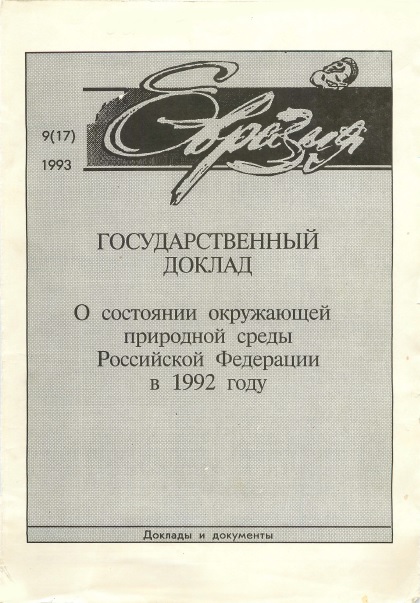 Евразия
9(17)
1993
ГОСУДАРСТВЕННЫЙ
ДОКЛАД
О состоянии окружающей
природной среды
Российской Федерации
в 1992 году
Доклады и документы